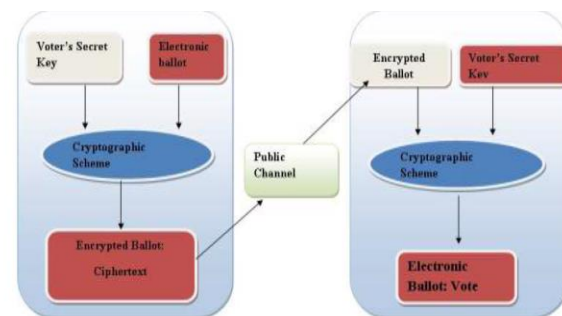 Voter's Secret
Key
Electronic
ballot
Cryptographic
Scheme
Encrypted Ballot:
Ciphertext
Public
Channel
Encrypted
Ballot
Voter's Secret
Key
Cryptographic
Scheme
Electronic
Ballot: Vote